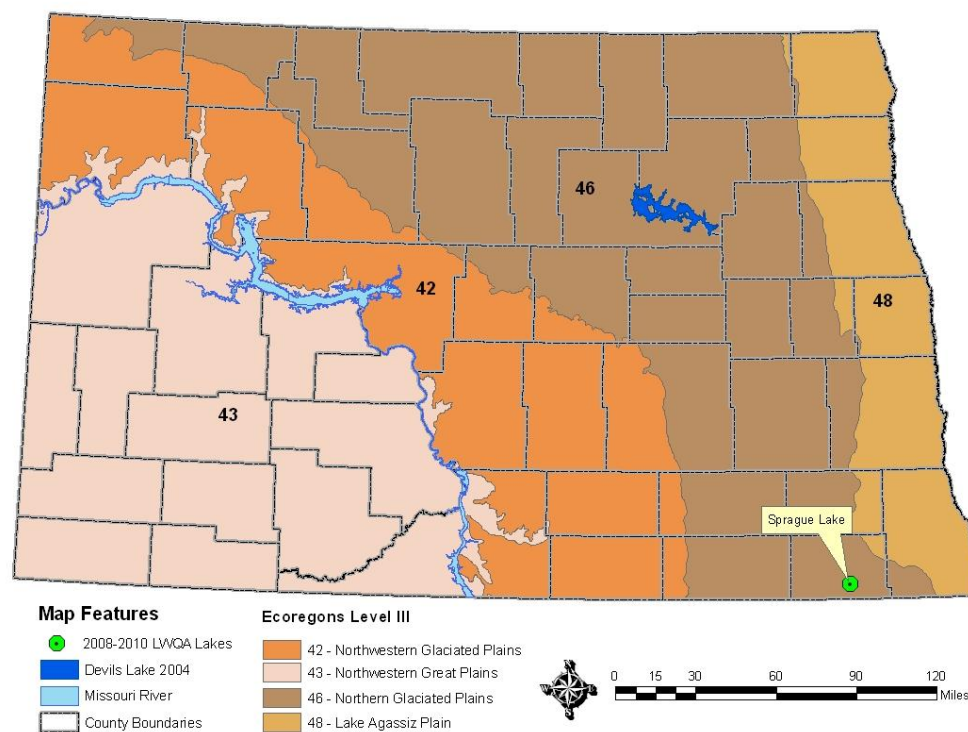 46
42
48
43
Sprague Lake
Map Features
2008-2010 LWQA Lakes
Devils Lake 2004
Missouri River
County Boundaries
Ecoregons Level III
42 - Northwestern Glaciated Plains
43 - Northwestern Great Plains
46 - Northern Glaciated Plains
48 - Lake Agassiz Plain
N
E
S
W
0 15 30 60 90 120
Miles